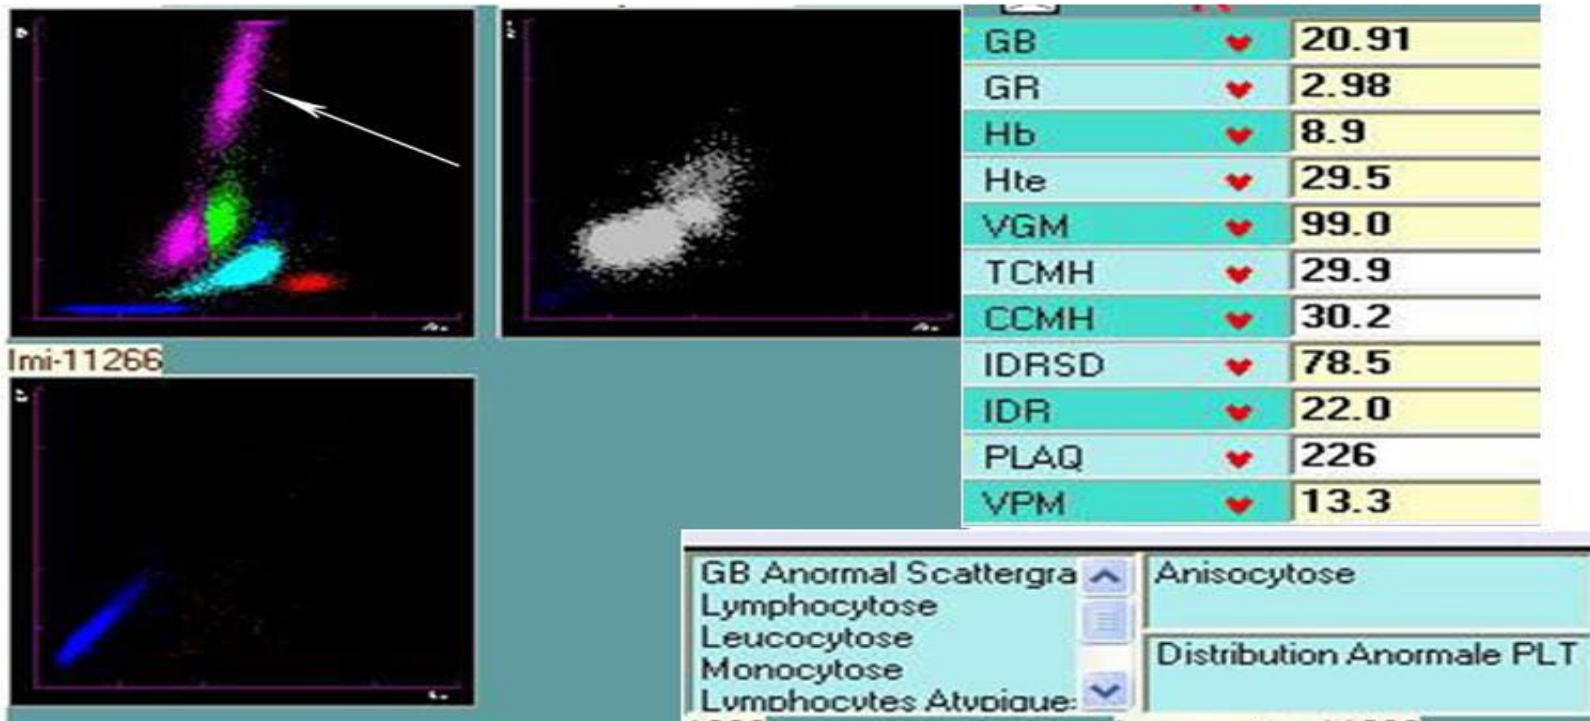 GB 20.91
GR 2.98
Hb 8.9
Hte 29.5
VGM 99.0
TCMH 29.9
CCMH 30.2
IDRSD 78.5
IDR 22.0
PLAQ 226
VPM 13.3
Imi-11266
GB Anormal Scattergra
Lymphocytose
Leucocytose
Monocytose
Lymphocytes Atypique
Anisocytose
Distribution Anormale PLT